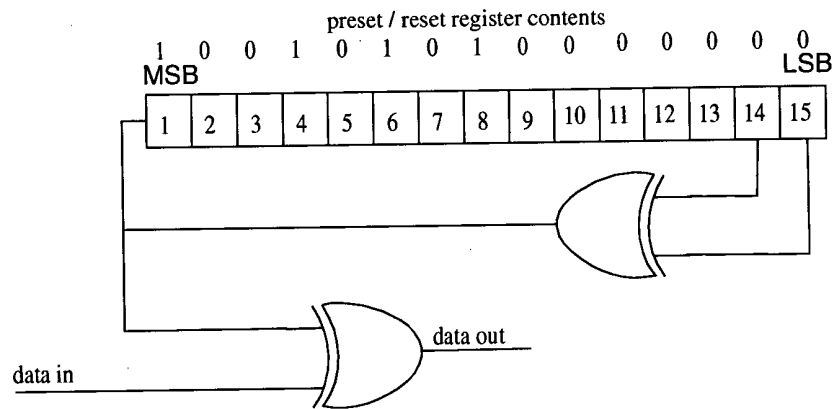 preset / reset register contents
1 0 0 1 0 1 0 1 0 0 0 0 0 0 0
MSB LSB
1 2 3 4 5 6 7 8 9 10 11 12 13 14 15
data out
data in